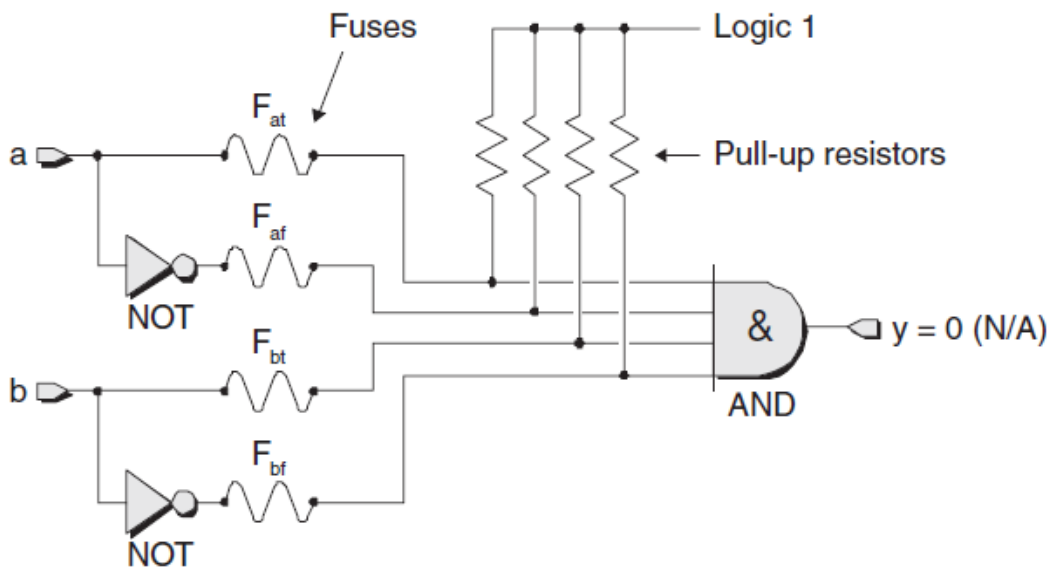 Fuses
Logic 1
Fat
a
Pull-up resistors
Faf
NOT
&
y = 0 (N/A)
Fbt
b
AND
Fbf
NOT